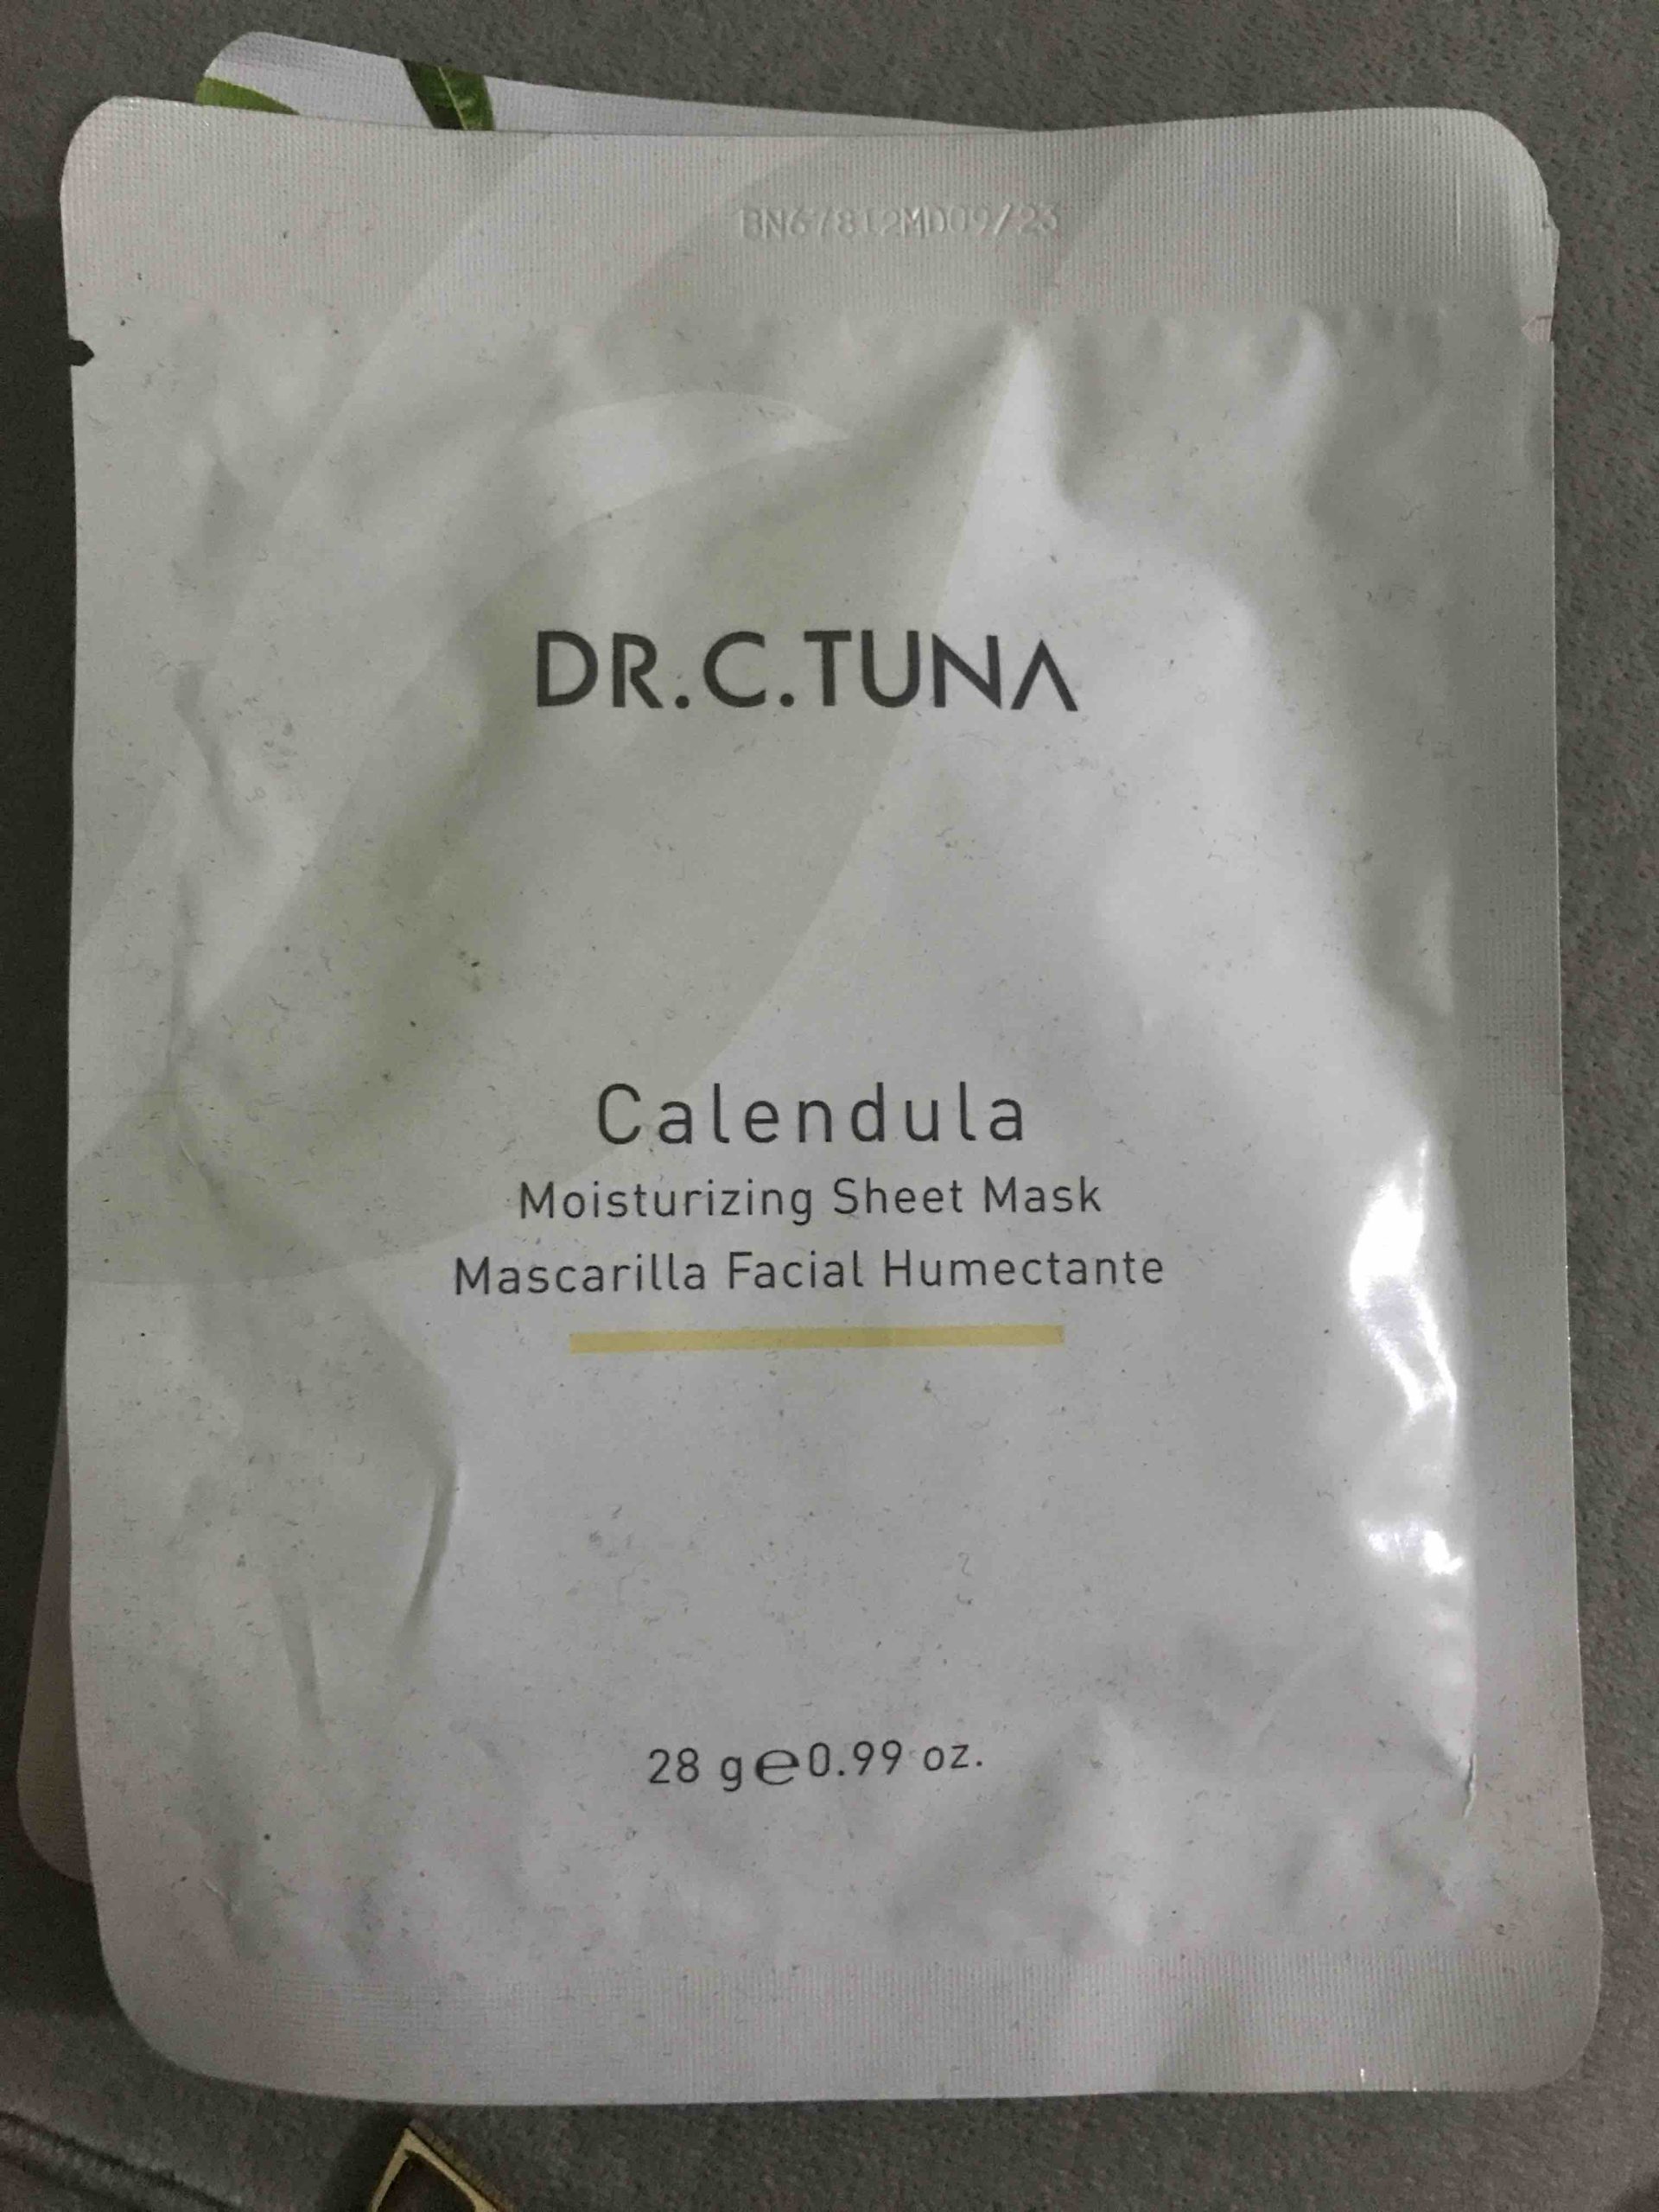 BN67812MD09/23
DR.C.TUNA
Calendula
Moisturizing Sheet Mask
Mascarilla Facial Humectante
28 g e 0.99 oz.